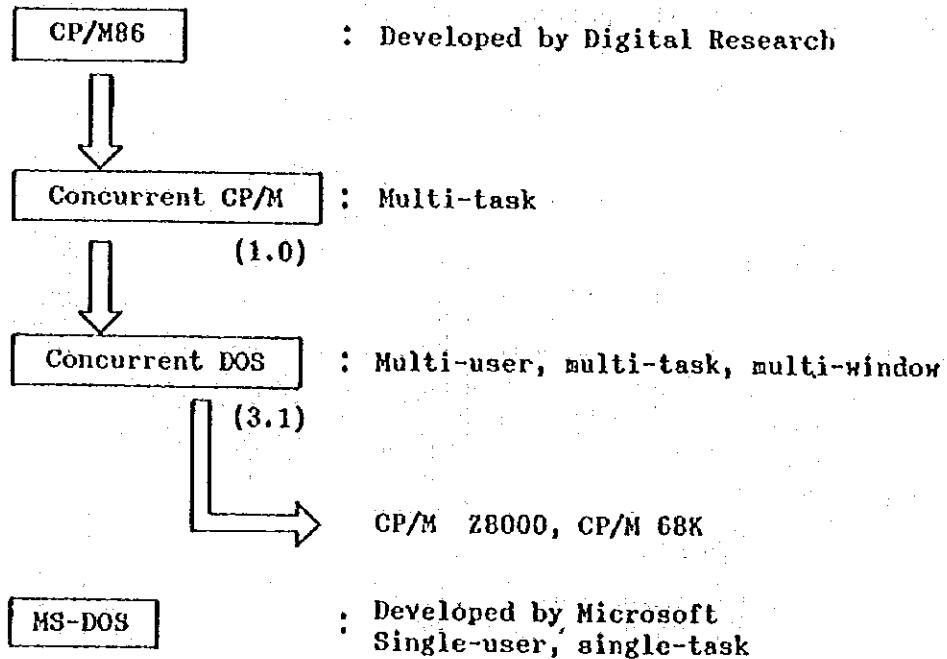 CP/M86 : Developed by Digital Research
Concurrent CP/M : Multi-task
(1.0)
Concurrent DOS : Multi-user, multi-task, multi-window
(3.1)
CP/M Z8000, CP/M 68K
MS-DOS : Developed by Microsoft
Single-user, single-task